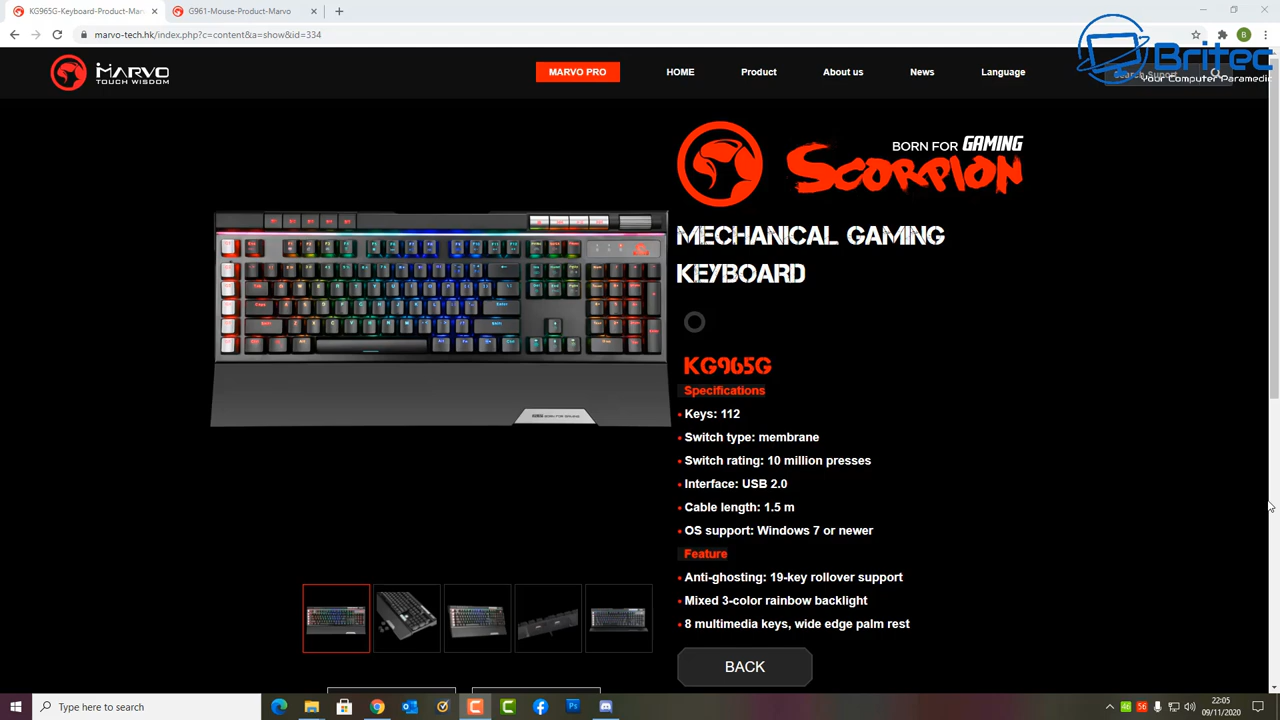 KG965G-Keyboard-Product-Mar
G961-Mouse-Product-Marvo
marvo-tech.hk/index.php?c=content&a=show&id=334
B
Britec
Your Computer Paramedic
MARVO
TOUCH WISDOM
MARVO PRO
HOME
Product
About us
News
Language
BORN FOR GAMING
SCORPION
MECHANICAL GAMING
KEYBOARD
KG965G
Specifications
• Keys: 112
• Switch type: membrane
• Switch rating: 10 million presses
• Interface: USB 2.0
• Cable length: 1.5 m
• OS support: Windows 7 or newer
Feature
• Anti-ghosting: 19-key rollover support
• Mixed 3-color rainbow backlight
• 8 multimedia keys, wide edge palm rest
BACK
Type here to search
46 56
22:05
09/11/2020